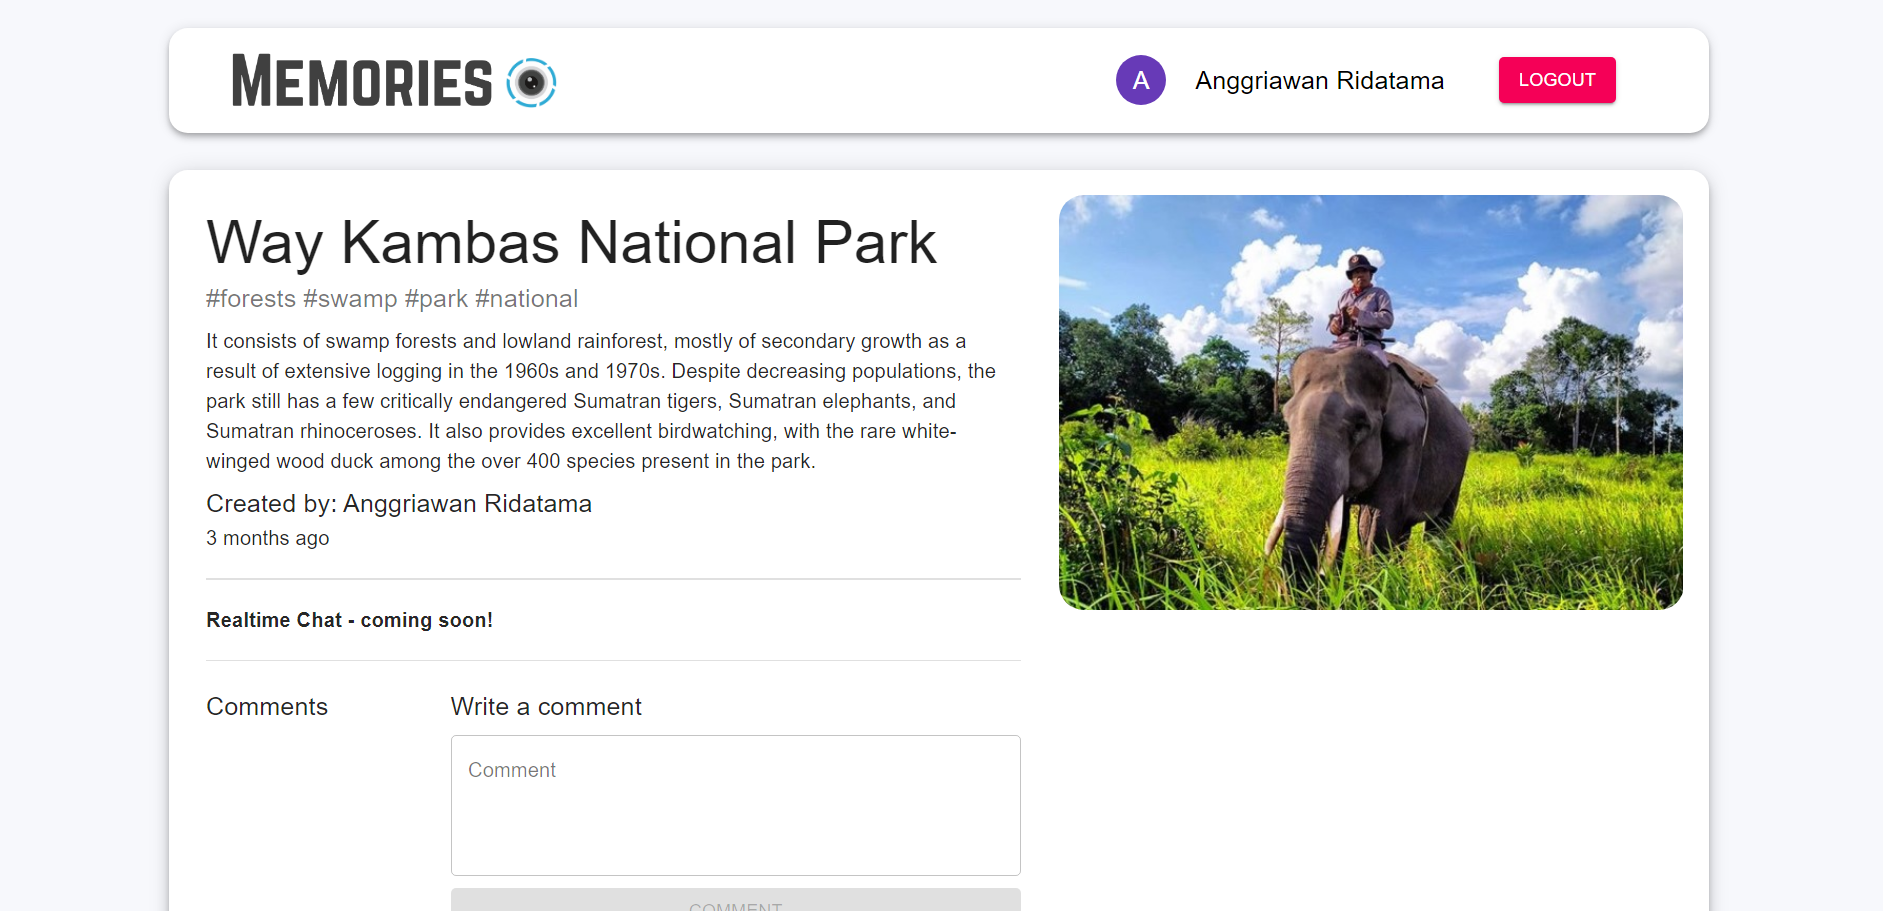 MEMORIES
A Anggriawan Ridatama LOGOUT
Way Kambas National Park
#forests #swamp #park #national
It consists of swamp forests and lowland rainforest, mostly of secondary growth as a
result of extensive logging in the 1960s and 1970s. Despite decreasing populations, the
park still has a few critically endangered Sumatran tigers, Sumatran elephants, and
Sumatran rhinoceroses. It also provides excellent birdwatching, with the rare white-
winged wood duck among the over 400 species present in the park.
Created by: Anggriawan Ridatama
3 months ago
Realtime Chat - coming soon!
Comments
Write a comment
Comment
COMMENT